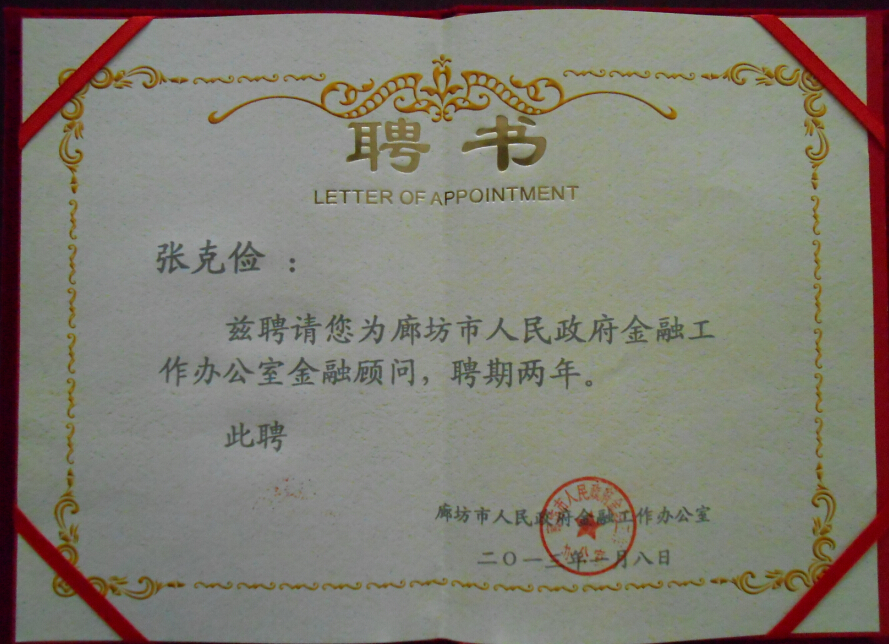 聘书
LETTER OF APPOINTMENT
张克俭：
兹聘请您为廊坊市人民政府金融工
作办公室金融顾问，聘期两年。
此聘
廊坊市人民政府金融工作办公室
二〇一三年一月八日